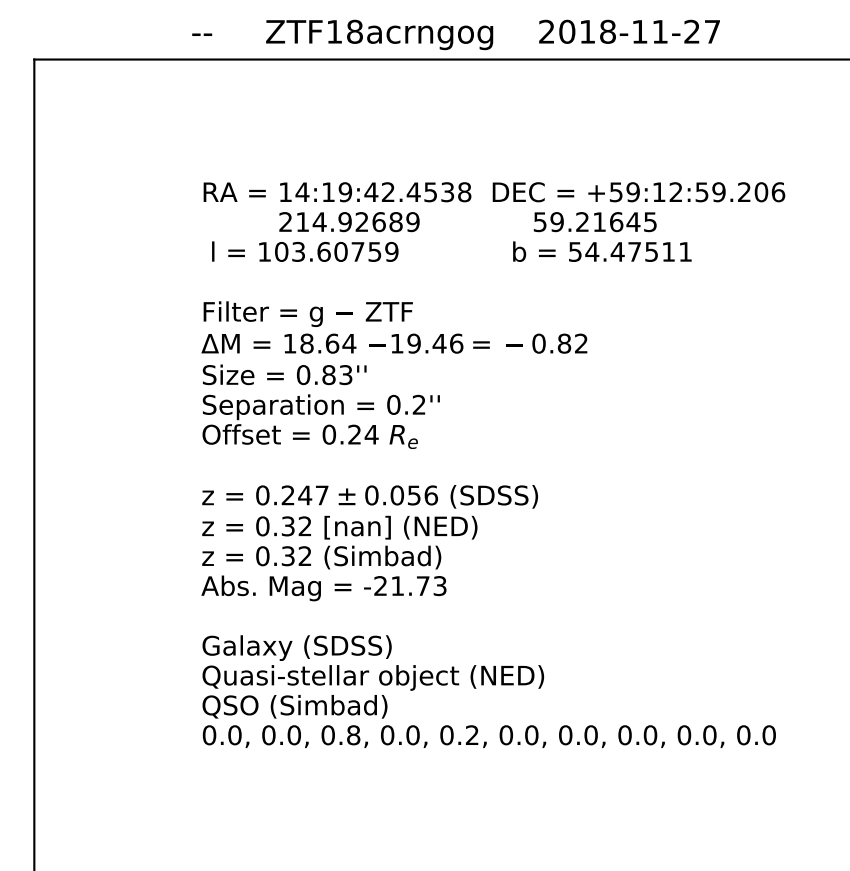 -- ZTF18acrngog 2018-11-27
RA = 14:19:42.4538 DEC = +59:12:59.206
214.92689 59.21645
l = 103.60759 b = 54.47511
Filter = g − ZTF
ΔM = 18.64 −19.46 = − 0.82
Size = 0.83''
Separation = 0.2''
Offset = 0.24 Re
z = 0.247 ± 0.056 (SDSS)
z = 0.32 [nan] (NED)
z = 0.32 (Simbad)
Abs. Mag = -21.73
Galaxy (SDSS)
Quasi-stellar object (NED)
QSO (Simbad)
0.0, 0.0, 0.8, 0.0, 0.2, 0.0, 0.0, 0.0, 0.0, 0.0